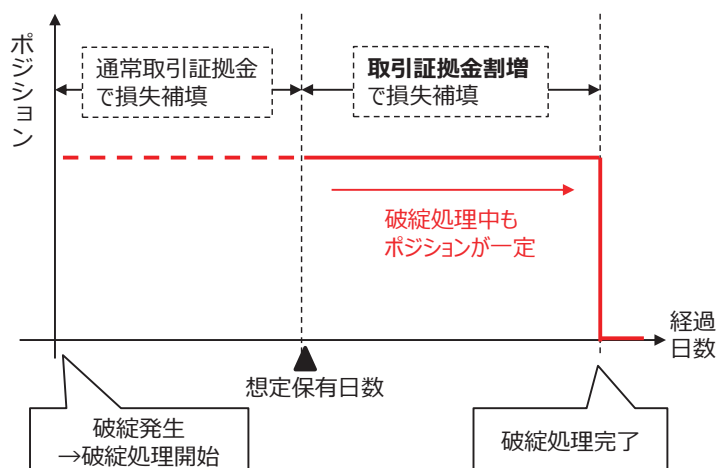 ポジション
通常取引証拠金
で損失補填
取引証拠金割増
で損失補填
破綻処理中も
ポジションが一定
経過
日数
想定保有日数
破綻発生
→破綻処理開始
破綻処理完了